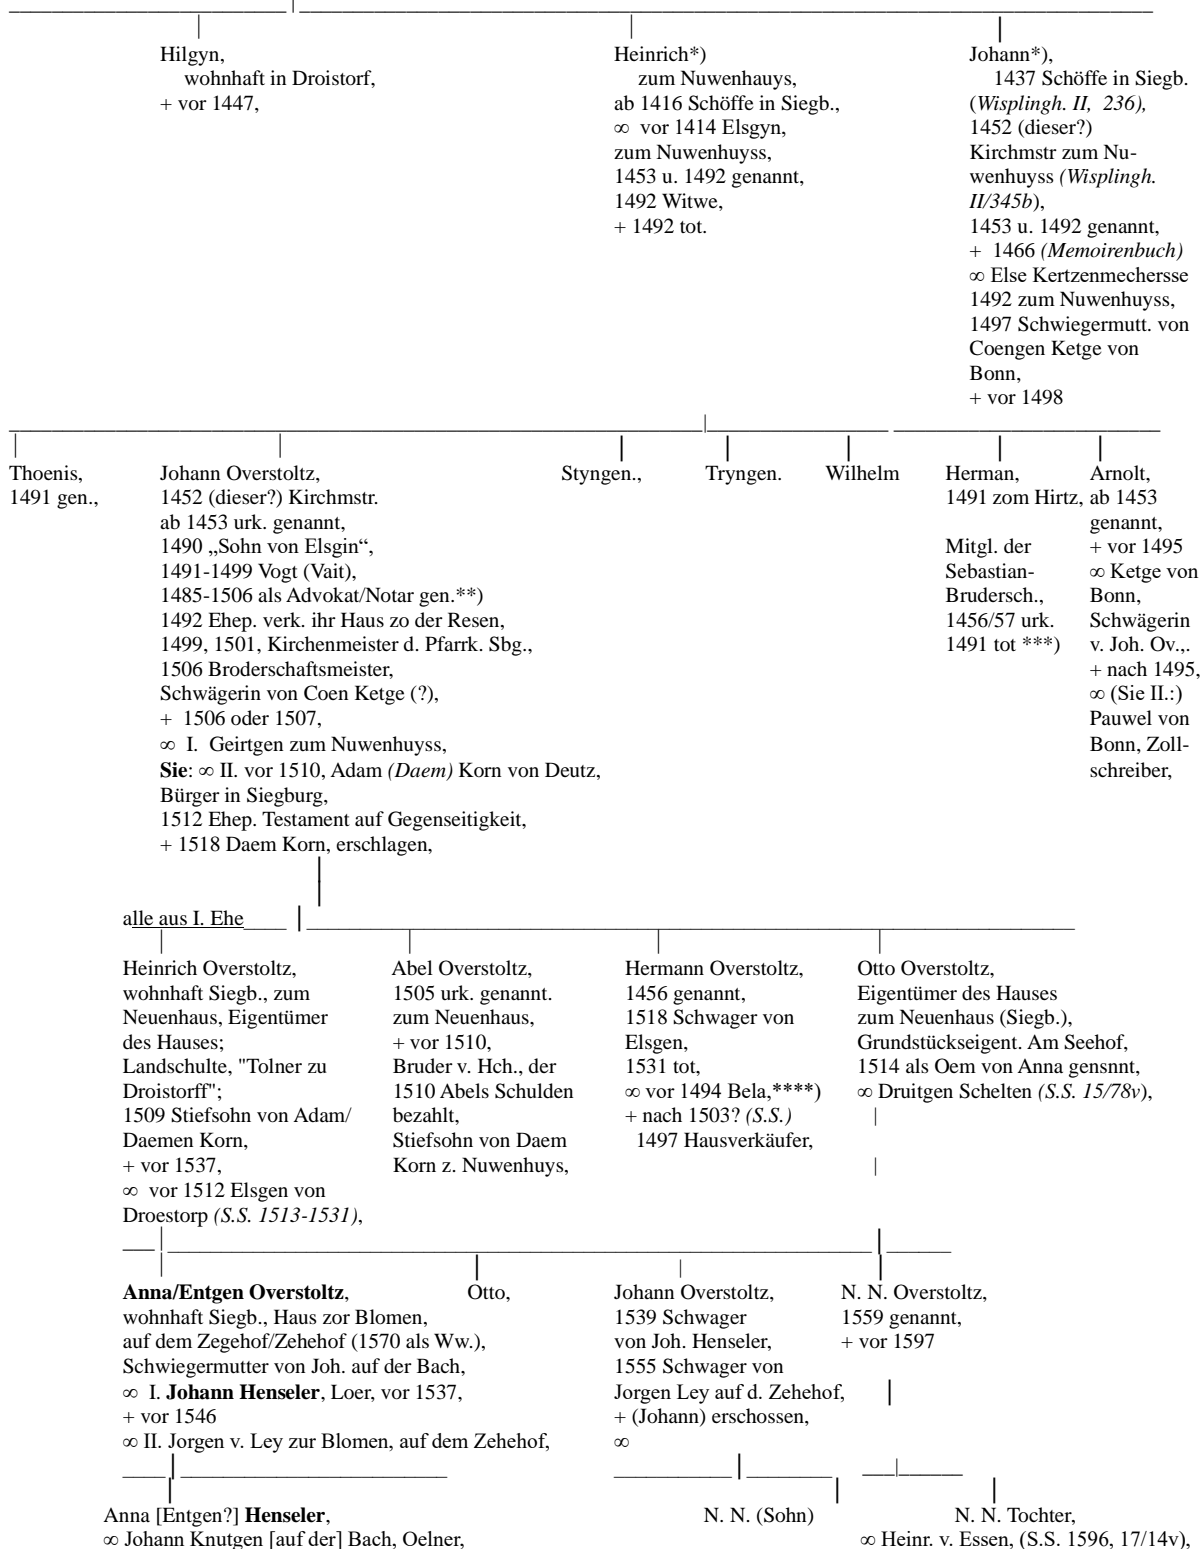 Hilgyn,
wohnhaft in Droistorf,
+ vor 1447,
Heinrich*)
zum Nuwenhauys,
ab 1416 Schöffe in Siegb.,
∞ vor 1414 Elsgyn,
zum Nuwenhuyss,
1453 u. 1492 genannt,
1492 Witwe,
+ 1492 tot.
Johann*),
1437 Schöffe in Siegb.
(Wisplingh. II, 236),
1452 (dieser?)
Kirchmstr zum Nu-
wenhuyss (Wisplingh.
II/345b),
1453 u. 1492 genannt,
+ 1466 (Memoirenbuch)
∞ Else Kertzenmechersse
1492 zum Nuwenhuyss,
1497 Schwiegermutt. von
Coengen Ketge von
Bonn,
+ vor 1498
Thoenis,
1491 gen.,
Johann Overstoltz,
1452 (dieser?) Kirchmstr.
ab 1453 urk. genannt,
1490 „Sohn von Elsgin“,
1491-1499 Vogt (Vait),
1485-1506 als Advokat/Notar gen.**)
1492 Ehep. verk. ihr Haus zo der Resen,
1499, 1501, Kirchenmeister d. Pfarrk. Sbg.,
1506 Broderschaftsmeister,
Schwägerin von Coen Ketge (?),
+ 1506 oder 1507,
∞ I. Geirtgen zum Nuwenhuyss,
Sie: ∞ II. vor 1510, Adam (Daem) Korn von Deutz,
Bürger in Siegburg,
1512 Ehep. Testament auf Gegenseitigkeit,
+ 1518 Daem Korn, erschlagen,
Styngen.,
Tryngen.
Wilhelm
Herman,
1491 zom Hirtz,
Mitgl. der
Sebastian-
Brudersch.,
1456/57 urk.
1491 tot ***)
Arnolt,
ab 1453
genannt,
+ vor 1495
∞ Ketge von
Bonn,
Schwägerin
v. Joh. Ov.,.
+ nach 1495,
∞ (Sie II.:)
Pauwel von
Bonn, Zoll-
schreiber,
alle aus I. Ehe
Heinrich Overstoltz,
wohnhaft Siegb., zum
Neuenhaus, Eigentümer
des Hauses;
Landschulte, "Tolner zu
Droistorff";
1509 Stiefsohn von Adam/
Daemen Korn,
+ vor 1537,
∞ vor 1512 Elsgen von
Droestorp (S.S. 1513-1531),
Abel Overstoltz,
1505 urk. genannt.
zum Neuenhaus,
+ vor 1510,
Bruder v. Hch., der
1510 Abels Schulden
bezahlt,
Stiefsohn von Daem
Korn z. Nuwenhuys,
Hermann Overstoltz,
1456 genannt,
1518 Schwager von
Elsgen,
1531 tot,
∞ vor 1494 Bela,****)
+ nach 1503? (S.S.)
1497 Hausverkäufer,
Otto Overstoltz,
Eigentümer des Hauses
zum Neuenhaus (Siegb.),
Grundstückseigent. Am Seehof,
1514 als Oem von Anna gensnnt,
∞ Druitgen Schelten (S.S. 15/78v),
Anna/Entgen Overstoltz,
wohnhaft Siegb., Haus zor Blomen,
auf dem Zegehof/Zehehof (1570 als Ww.),
Schwiegermutter von Joh. auf der Bach,
∞ I. Johann Henseler, Loer, vor 1537,
+ vor 1546
∞ II. Jorgen v. Ley zur Blomen, auf dem Zehehof,
Otto,
Johann Overstoltz,
1539 Schwager
von Joh. Henseler,
1555 Schwager von
Jorgen Ley auf d. Zehehof,
+ (Johann) erschossen,
∞
N. N. Overstoltz,
1559 genannt,
+ vor 1597
Anna [Entgen?] Henseler,
∞ Johann Knutgen [auf der] Bach, Oelner,
N. N. (Sohn)
N. N. Tochter,
∞ Heinr. v. Essen, (S.S. 1596, 17/14v),